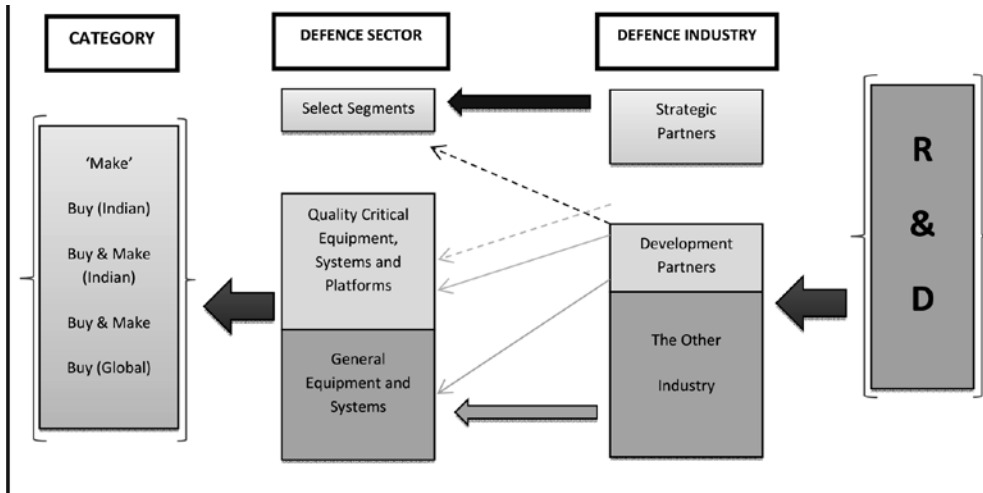 CATEGORY
‘Make’
Buy (Indian)
Buy & Make
(Indian)
Buy & Make
Buy (Global)
DEFENCE SECTOR
Select Segments
Quality Critical
Equipment,
Systems and
Platforms
General
Equipment and
Systems
DEFENCE INDUSTRY
Strategic
Partners
Development
Partners
The Other
Industry
R
&
D